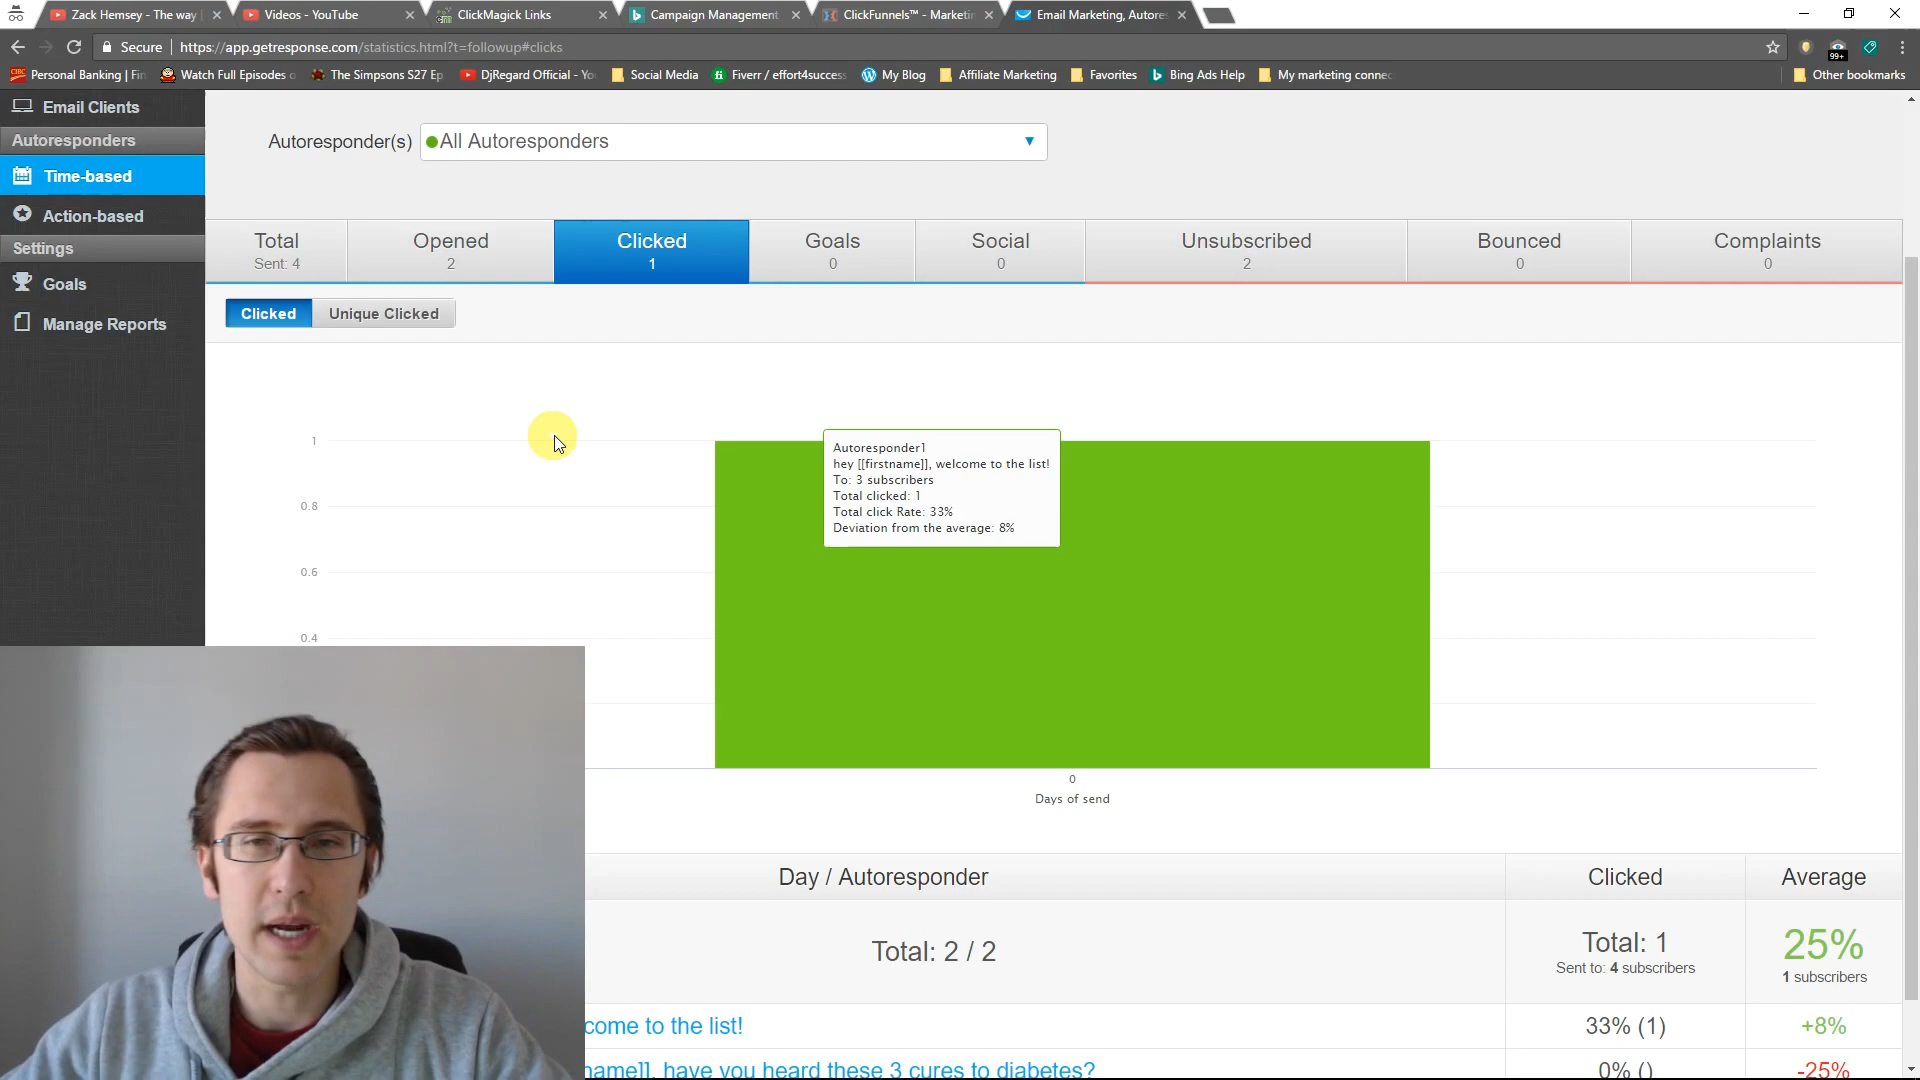 Zack Hemsey - The way
Videos - YouTube
ClickMagick Links
Campaign Management
ClickFunnels™ - Marketin
Email Marketing, Autores
Secure
https://app.getresponse.com/statistics.html?t=followup#clicks
99+
Personal Banking | Fin
Watch Full Episodes o
The Simpsons S27 Ep
DjRegard Official - Yo
Social Media
Fiverr / effort4success
My Blog
Affiliate Marketing
Favorites
Bing Ads Help
My marketing connec
Other bookmarks
Email Clients
Autoresponders
Time-based
Action-based
Settings
Goals
Manage Reports
Autoresponder(s)
All Autoresponders
Total
Sent: 4
Opened
2
Clicked
1
Goals
0
Social
0
Unsubscribed
2
Bounced
0
Complaints
0
Clicked
Unique Clicked
1
0.8
0.6
0.4
Autoresponder1
hey [[firstname]], welcome to the list!
To: 3 subscribers
Total clicked: 1
Total click Rate: 33%
Deviation from the average: 8%
0
Days of send
Day / Autoresponder
Clicked
Average
Total: 2 / 2
Total: 1
Sent to: 4 subscribers
25%
1 subscribers
come to the list!
33% (1)
+8%
name]], have you heard these 3 cures to diabetes?
0% ()
-25%